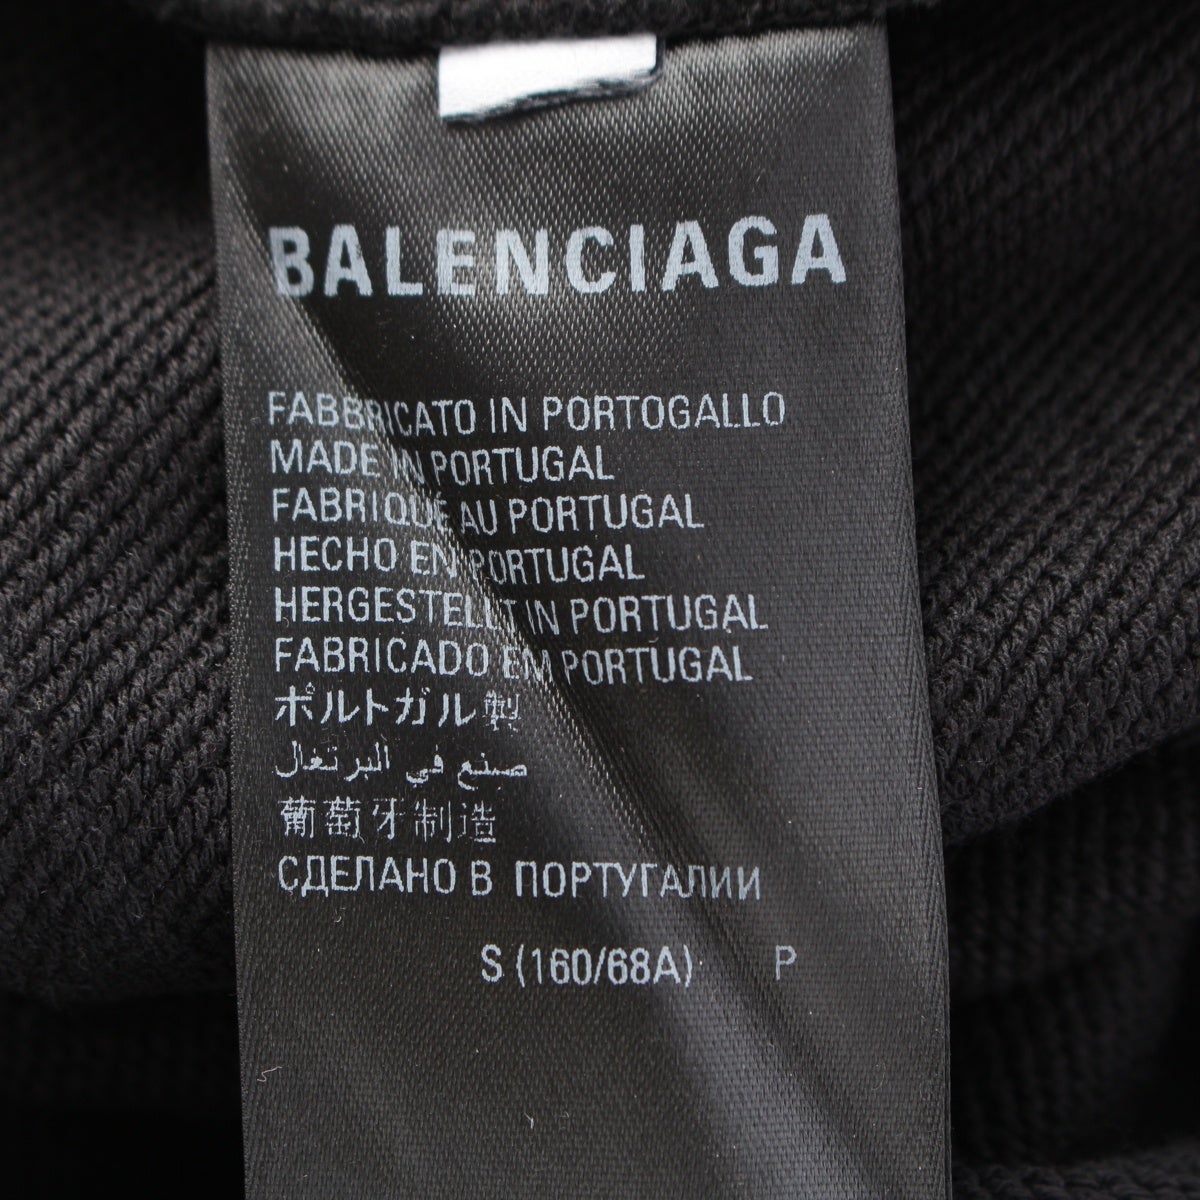 BALENCIAGA
FABBRICATO IN PORTOGALLO
MADE IN PORTUGAL
FABRIQUÉ AU PORTUGAL
HECHO EN PORTUGAL
HERGESTELLT IN PORTUGAL
FABRICADO EM PORTUGAL
ポルトガル製
صنع في البرتغال
葡萄牙制造
СДЕЛАНО В ПОРТУГАЛИИ
S (160/68A) P